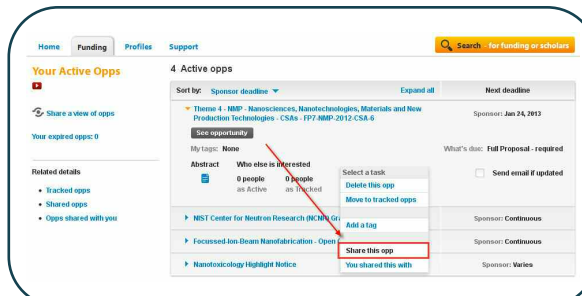 Home Funding Profiles Support
Search for funding or scholars
Your Active Opps
Share a view of opps
Your expired opps: 0
Related details
Tracked opps
Shared opps
Opps shared with you
4 Active opps
Sort by: Sponsor deadline Expand all Next deadline
Theme 4 - NMP - Nanosciences, Nanotechnologies, Materials and New
Production Technologies - CSAs - FP7-NMP-2012-CSA-6
Sponsor: Jan 24, 2013
See opportunity
My tags: None
What's due: Full Proposal - required
Abstract Who else is interested
0 people 0 people
as Active as Tracked
Send email if updated
Select a task
Delete this opp
Move to tracked opps
Add a tag
Share this opp
You shared this with
NIST Center for Neutron Research (NCNR) Gra
Sponsor: Continuous
Focussed-Ion-Beam Nanofabrication - Open
Sponsor: Continuous
Nanotoxicology Highlight Notice
Sponsor: Varies